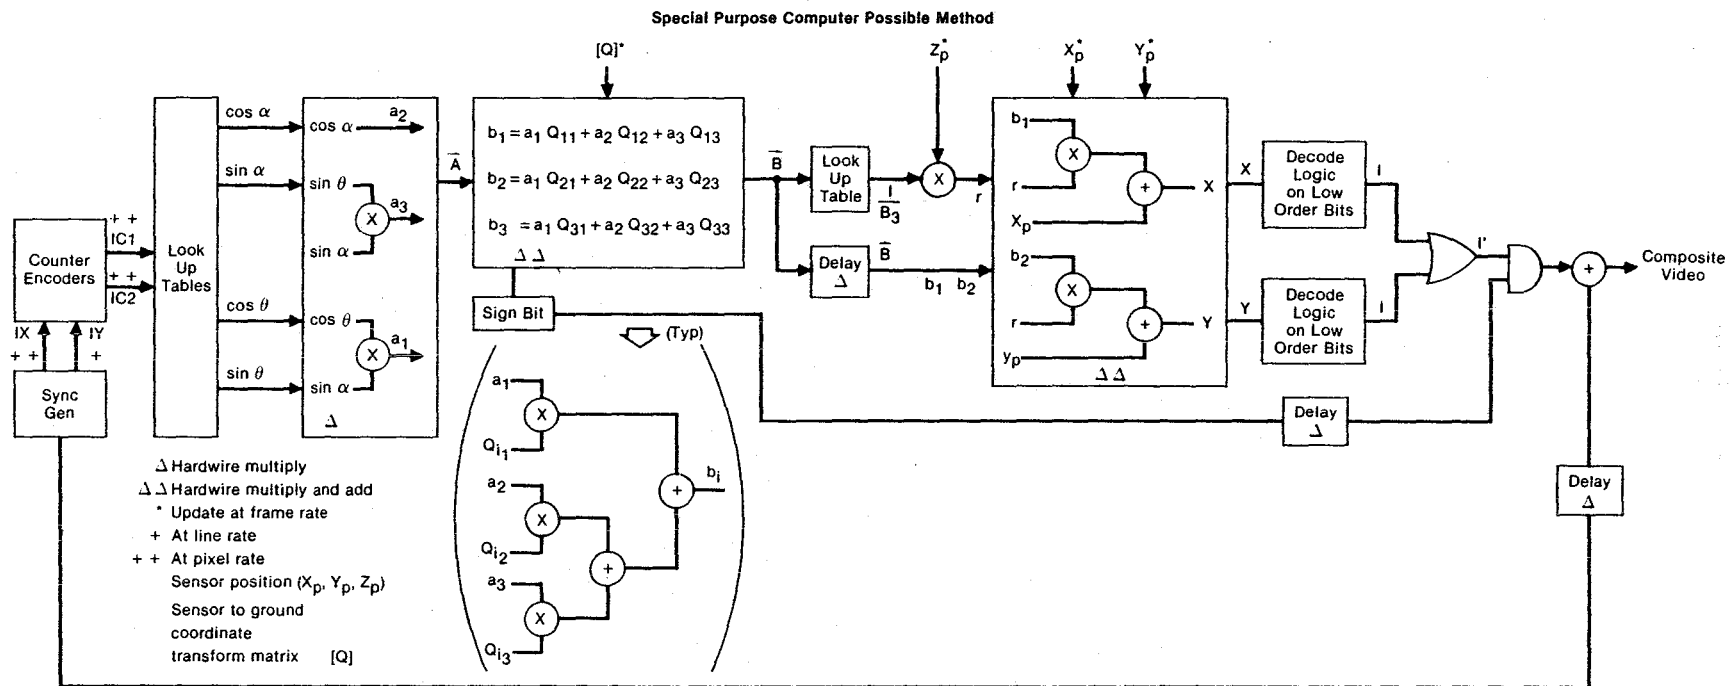 Special Purpose Computer Possible Method
[Q]*
Z*p
X*p
Y*p
Counter
Encoders
+ +
IC1
+ +
IC2
IX
+ +
IY
+
Sync
Gen
Look
Up
Tables
cos α
sin α
cos θ
sin θ
cos α
a2
sin θ
X
a3
sin α
cos θ
X
a1
sin α
Δ
A̅
b1 = a1 Q11 + a2 Q12 + a3 Q13
b2 = a1 Q21 + a2 Q22 + a3 Q23
b3 = a1 Q31 + a2 Q32 + a3 Q33
Δ Δ
Sign Bit
B̅
Look
Up
Table
I
B̅3
X
r
Delay
Δ
B̅
b1 b2
b1
X
r
+
X
Xp
b2
X
r
+
Y
yp
Δ Δ
X
Decode
Logic
on Low
Order Bits
I
Y
Decode
Logic
on Low
Order Bits
I
I'
+
Composite
Video
Delay
Δ
Delay
Δ
(Typ)
a1
X
Qi1
a2
X
Qi2
a3
X
Qi3
+
+
bi
Δ Hardwire multiply
Δ Δ Hardwire multiply and add
* Update at frame rate
+ At line rate
+ + At pixel rate
Sensor position (Xp, Yp, Zp)
Sensor to ground
coordinate
transform matrix [Q]